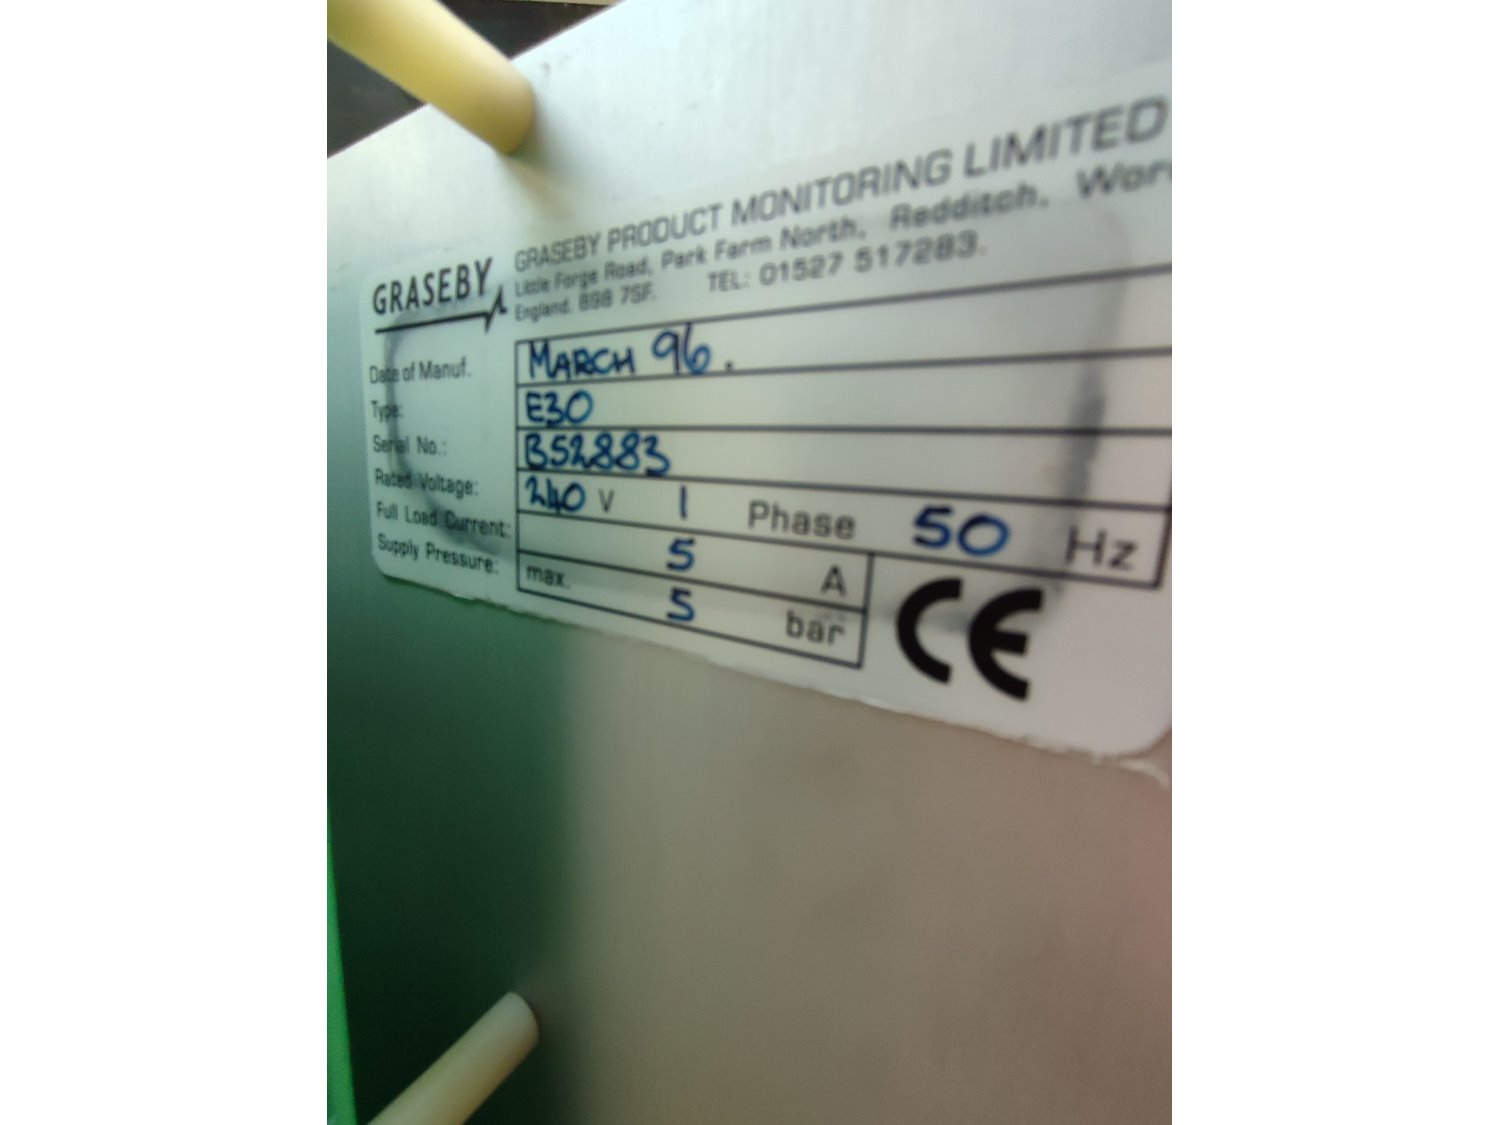 GRASEBY
GRASEBY PRODUCT MONITORING LIMITED
Little Forge Road, Park Farm North, Redditch,
England. B98 7SF. TEL: 01527 517283.
Date of Manuf. MARCH 96.
Type: E30
Serial No.: B52883
Rated Voltage: 240 V 1 Phase 50 Hz
Full Load Current: 5 A
Supply Pressure: max. 5 bar
CE